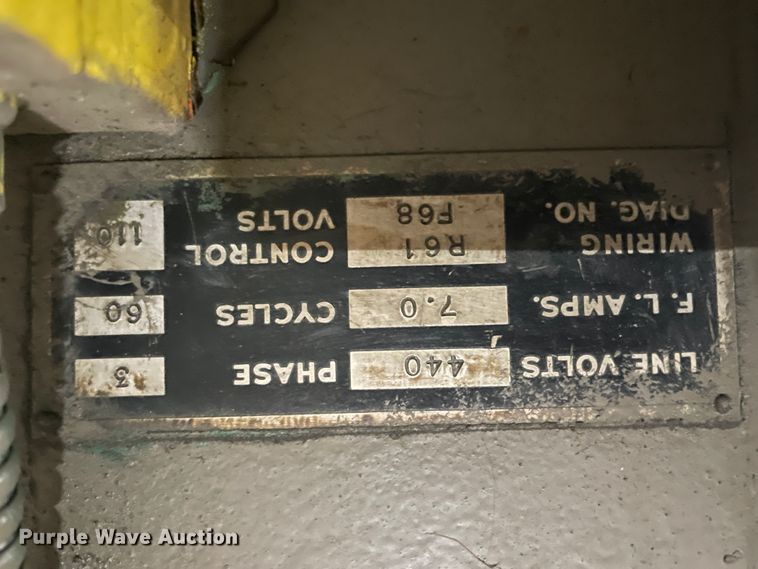 LINE VOLTS 440 PHASE 3
F. L. AMPS. 7.0 CYCLES 60
WIRING R61 CONTROL 110
DIAG. NO. F68 VOLTS
Purple Wave Auction